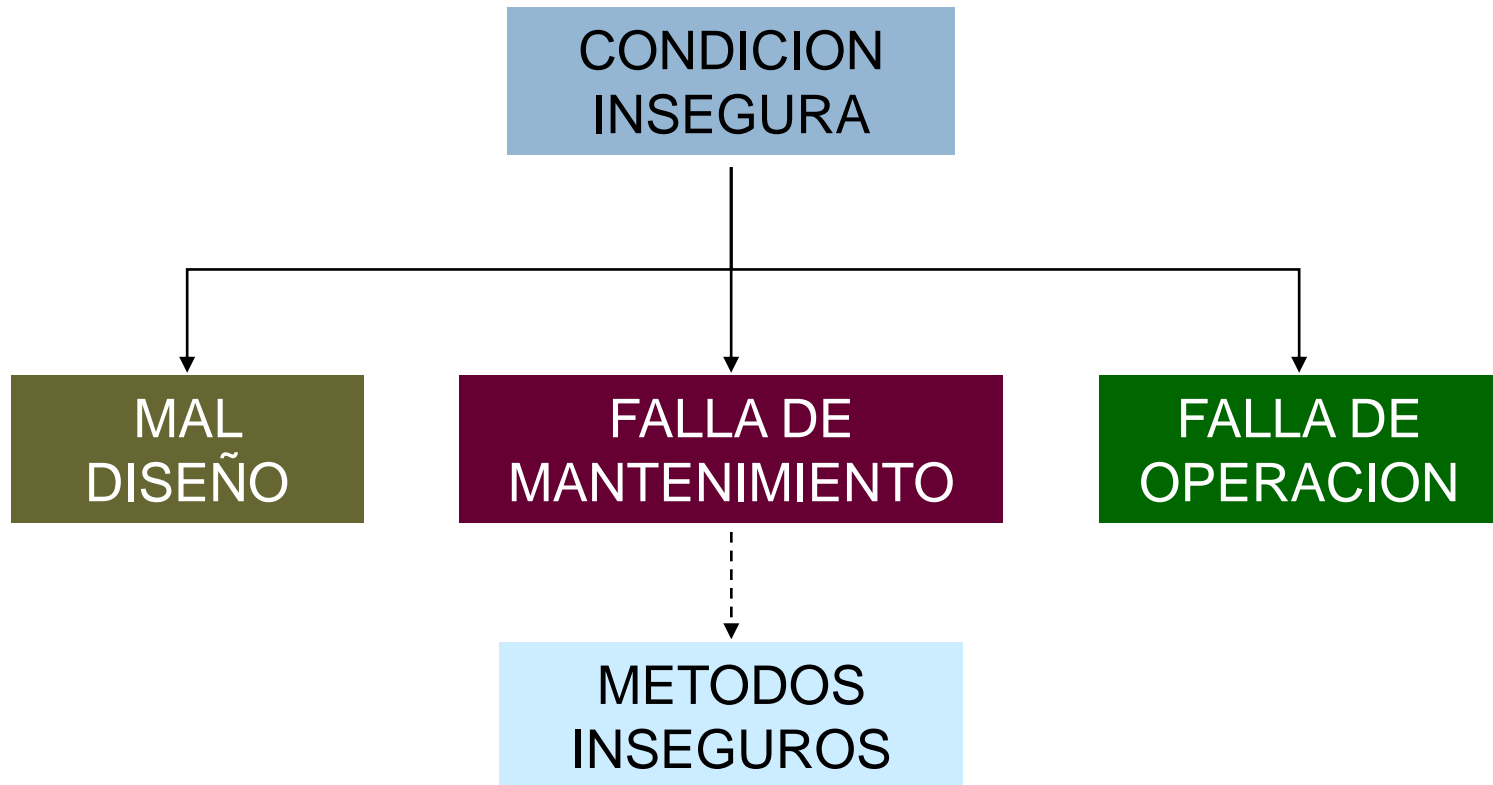 CONDICION
INSEGURA
MAL
DISEÑO
FALLA DE
MANTENIMIENTO
FALLA DE
OPERACION
METODOS
INSEGUROS